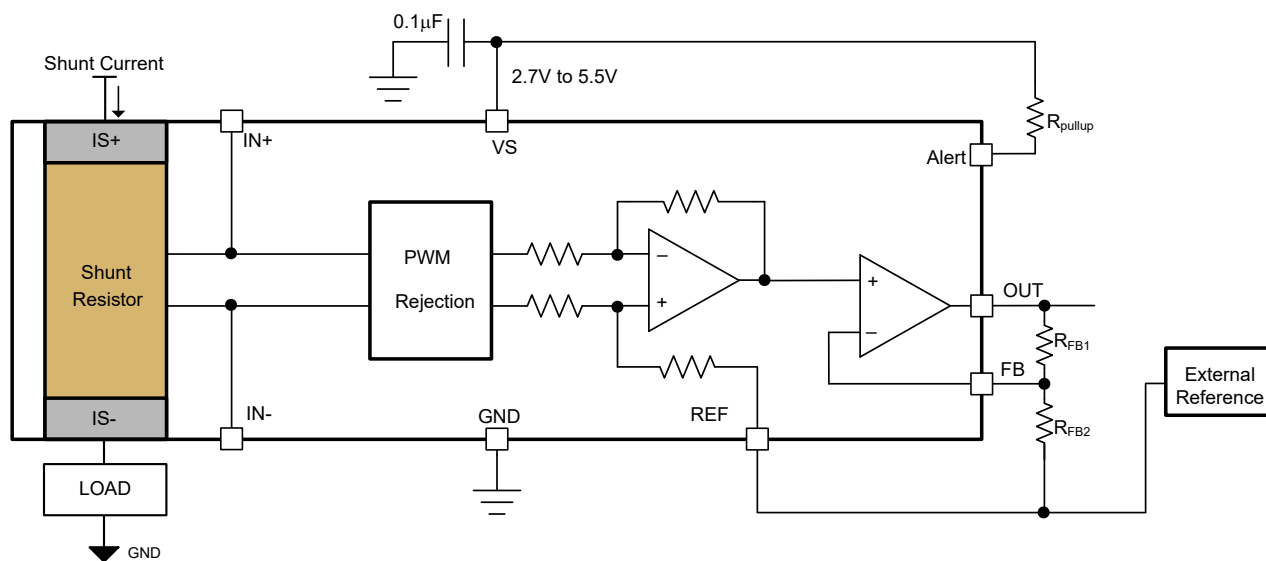 0.1μF
Shunt Current
2.7V to 5.5V
Rpullup
IS+
IN+
VS
Alert
Shunt
Resistor
PWM
Rejection
–
+
+
–
OUT
RFB1
FB
External
Reference
RFB2
IS-
IN-
GND
REF
LOAD
GND